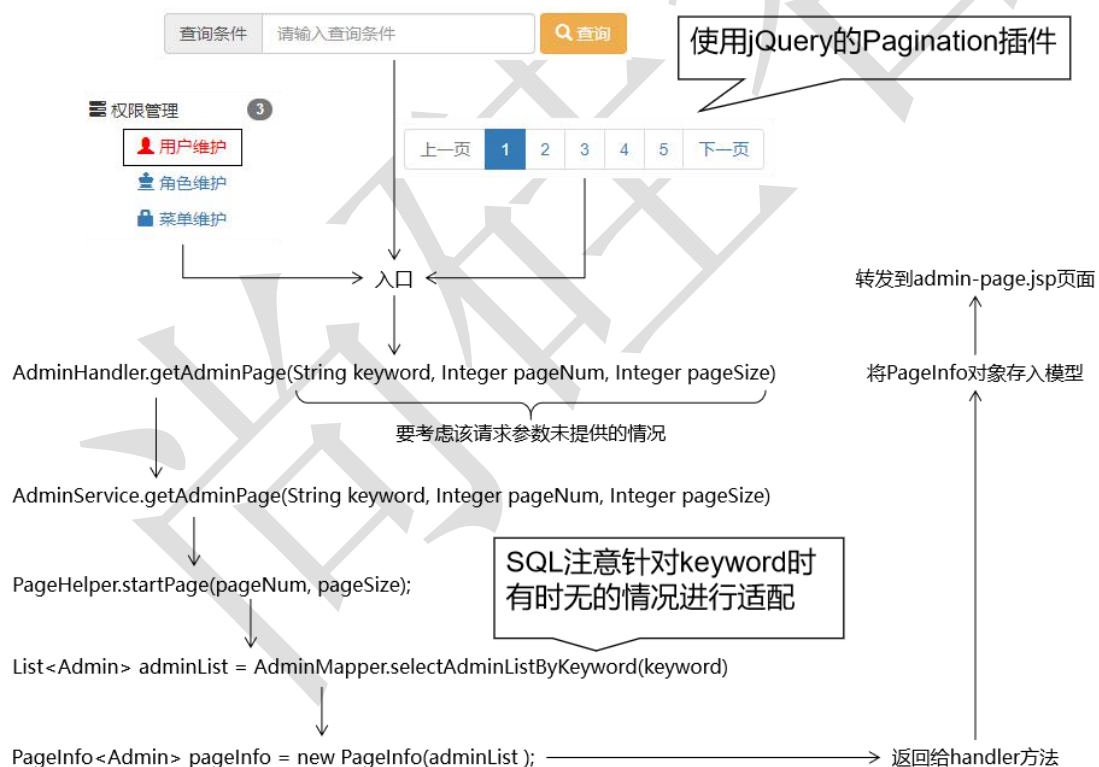 查询条件 请输入查询条件 查询
使用jQuery的Pagination插件
权限管理 3
用户维护
角色维护
菜单维护
上一页 1 2 3 4 5 下一页
入口
转发到admin-page.jsp页面
AdminHandler.getAdminPage(String keyword, Integer pageNum, Integer pageSize)
将PageInfo对象存入模型
要考虑该请求参数未提供的情况
AdminService.getAdminPage(String keyword, Integer pageNum, Integer pageSize)
SQL注意针对keyword时
有时无的情况进行适配
PageHelper.startPage(pageNum, pageSize);
List<Admin> adminList = AdminMapper.selectAdminListByKeyword(keyword)
PageInfo<Admin> pageInfo = new PageInfo(adminList );
返回给handler方法